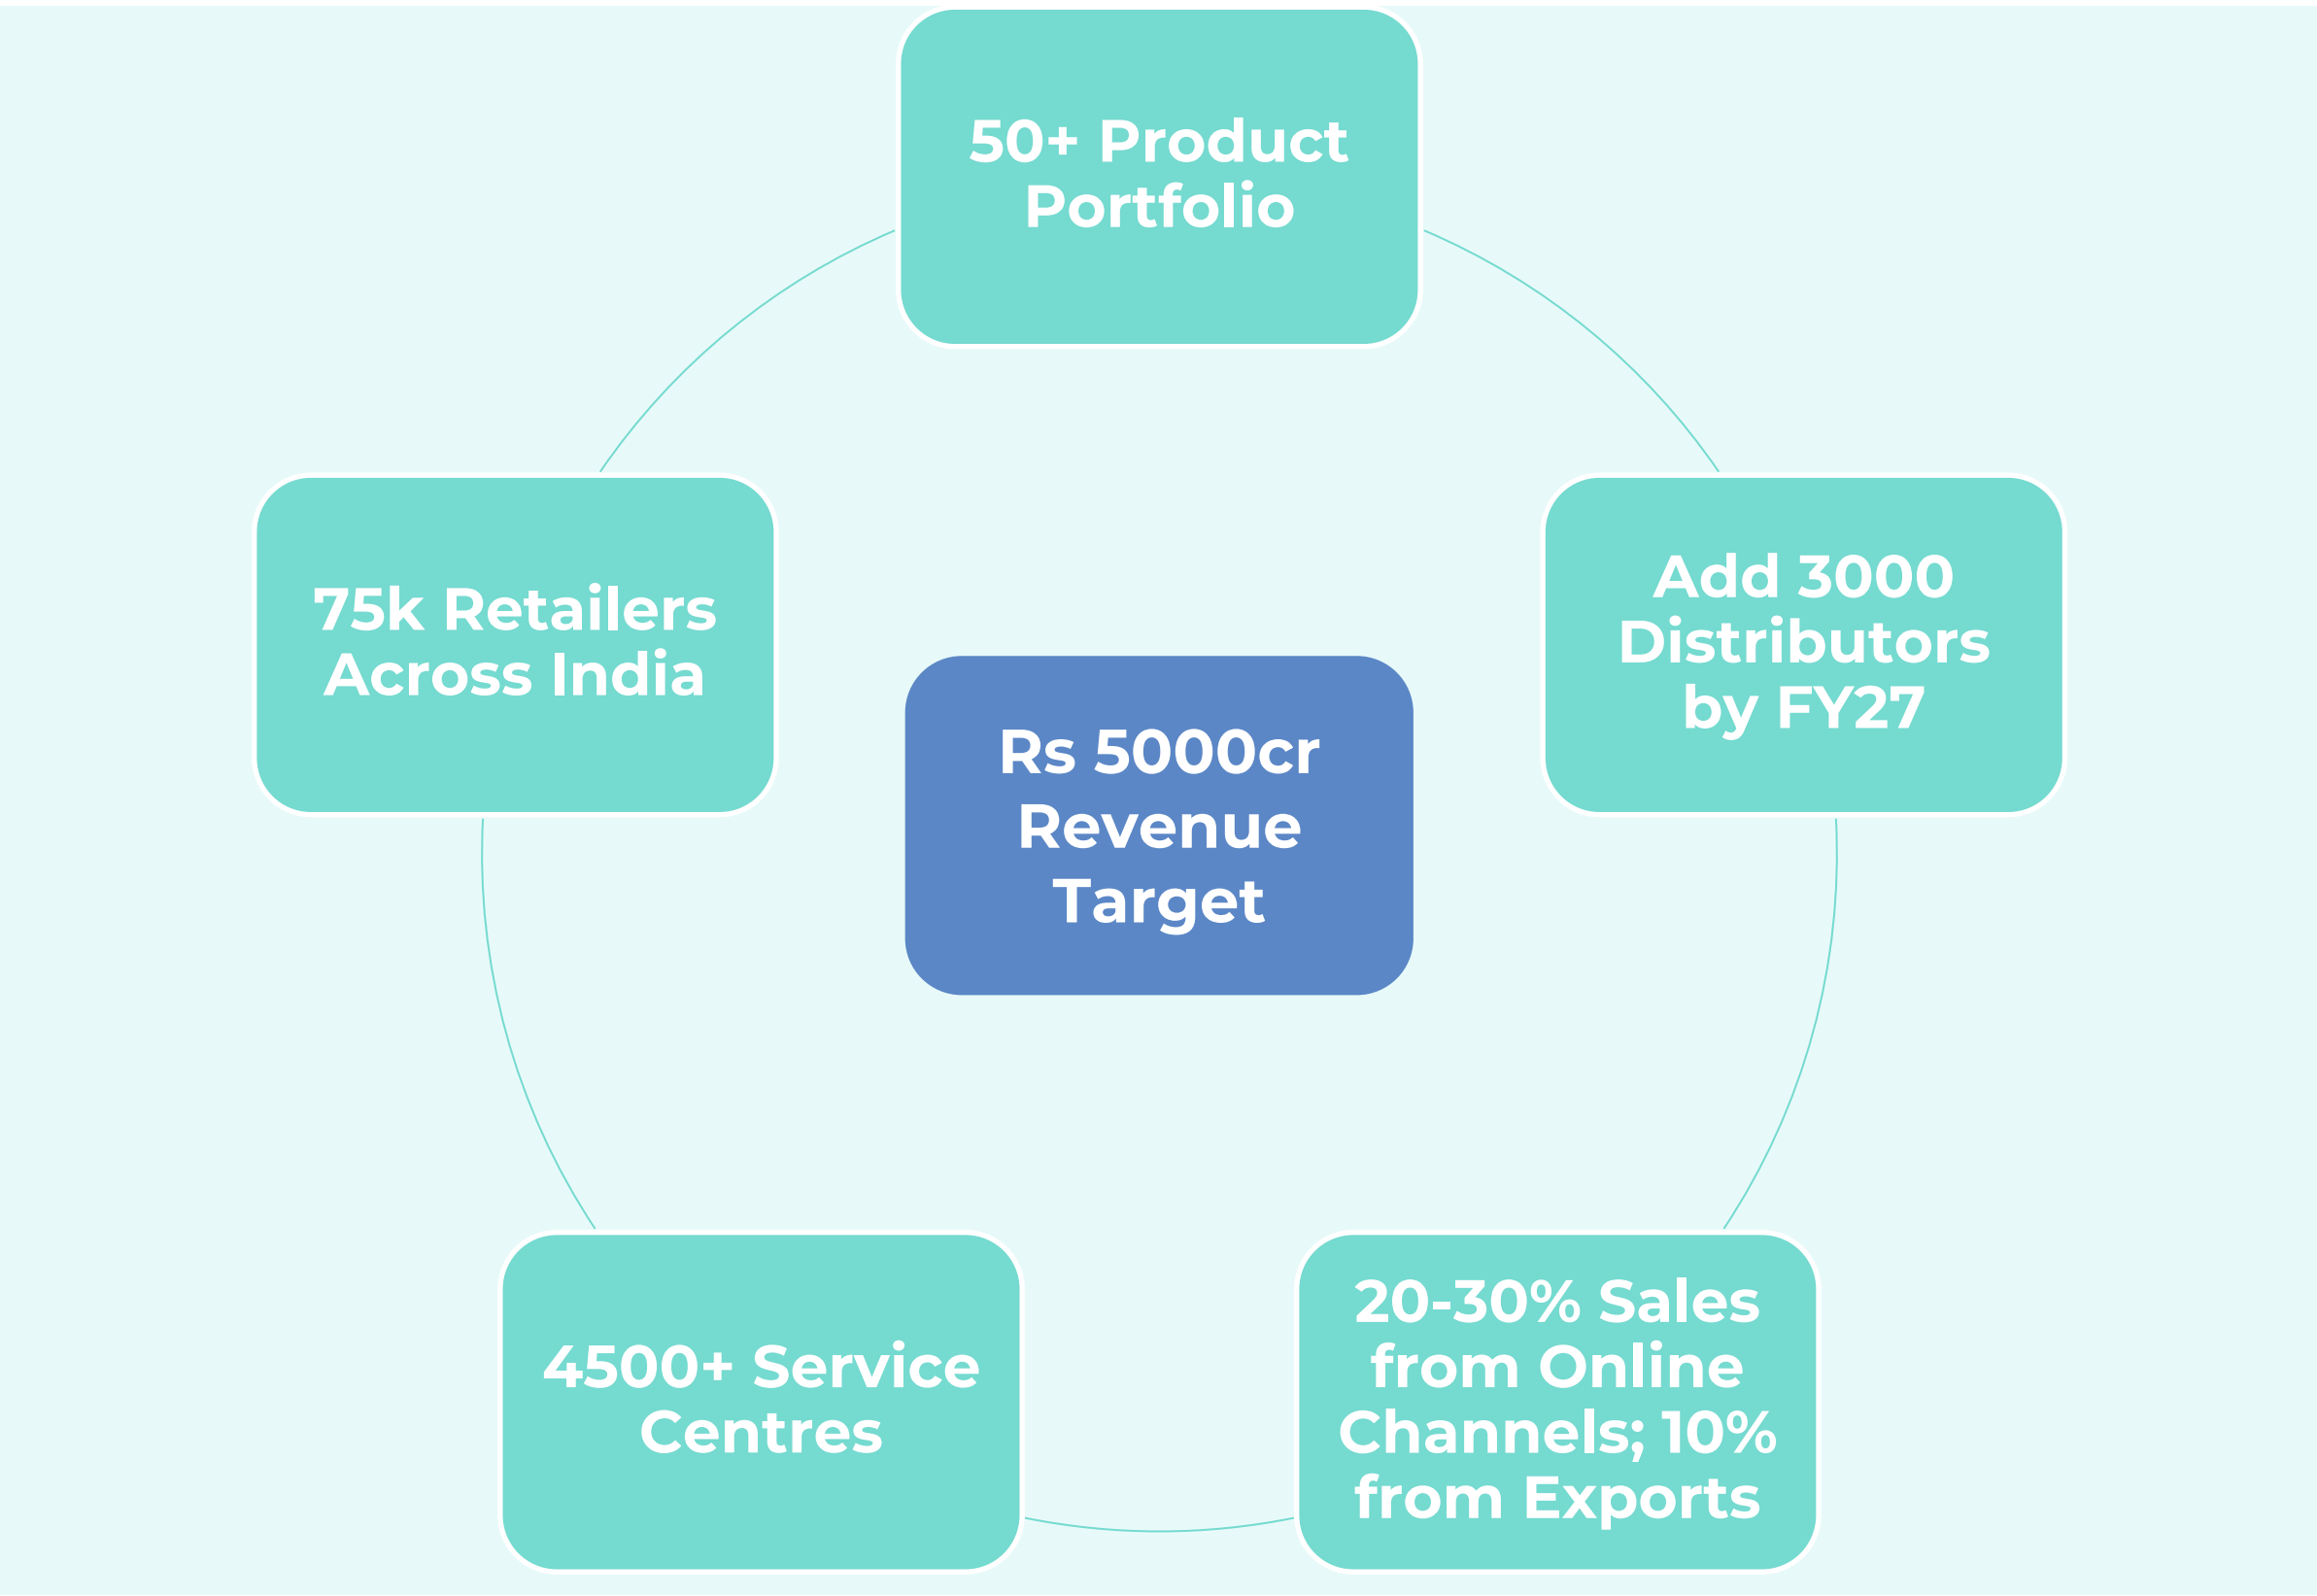 50+ Product
Portfolio
75k Retailers
Across India
Add 3000
Distributors
by FY27
Rs 5000cr
Revenue
Target
4500+ Service
Centres
20-30% Sales
from Online
Channels; 10%
from Exports